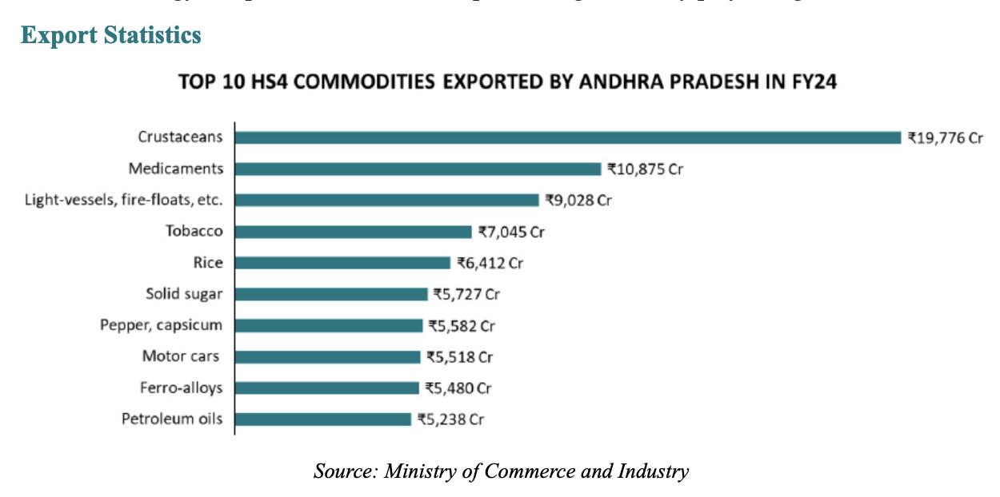 Export Statistics
TOP 10 HS4 COMMODITIES EXPORTED BY ANDHRA PRADESH IN FY24
Crustaceans ₹19,776 Cr
Medicaments ₹10,875 Cr
Light-vessels, fire-floats, etc. ₹9,028 Cr
Tobacco ₹7,045 Cr
Rice ₹6,412 Cr
Solid sugar ₹5,727 Cr
Pepper, capsicum ₹5,582 Cr
Motor cars ₹5,518 Cr
Ferro-alloys ₹5,480 Cr
Petroleum oils ₹5,238 Cr
Source: Ministry of Commerce and Industry